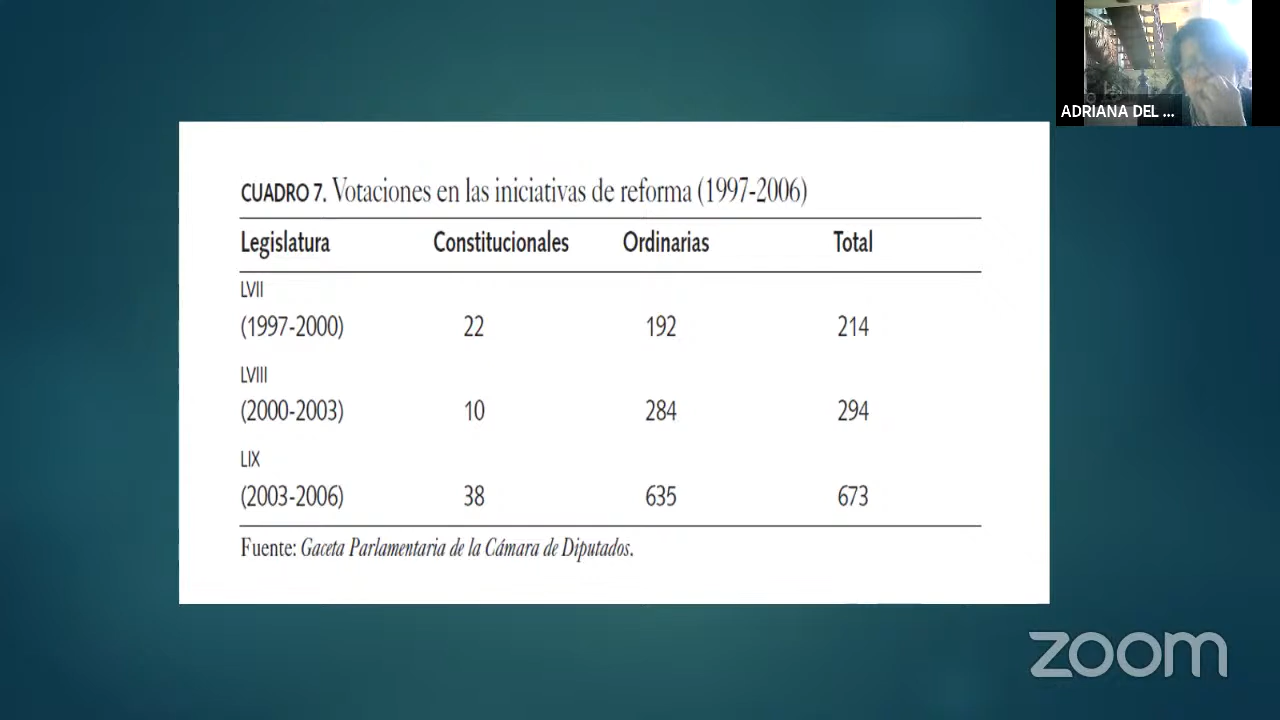 ADRIANA DEL ...
CUADRO 7. Votaciones en las iniciativas de reforma (1997-2006)
Legislatura Constitucionales Ordinarias Total
LVII
(1997-2000) 22 192 214
LVIII
(2000-2003) 10 284 294
LIX
(2003-2006) 38 635 673
Fuente: Gaceta Parlamentaria de la Cámara de Diputados.
zoom